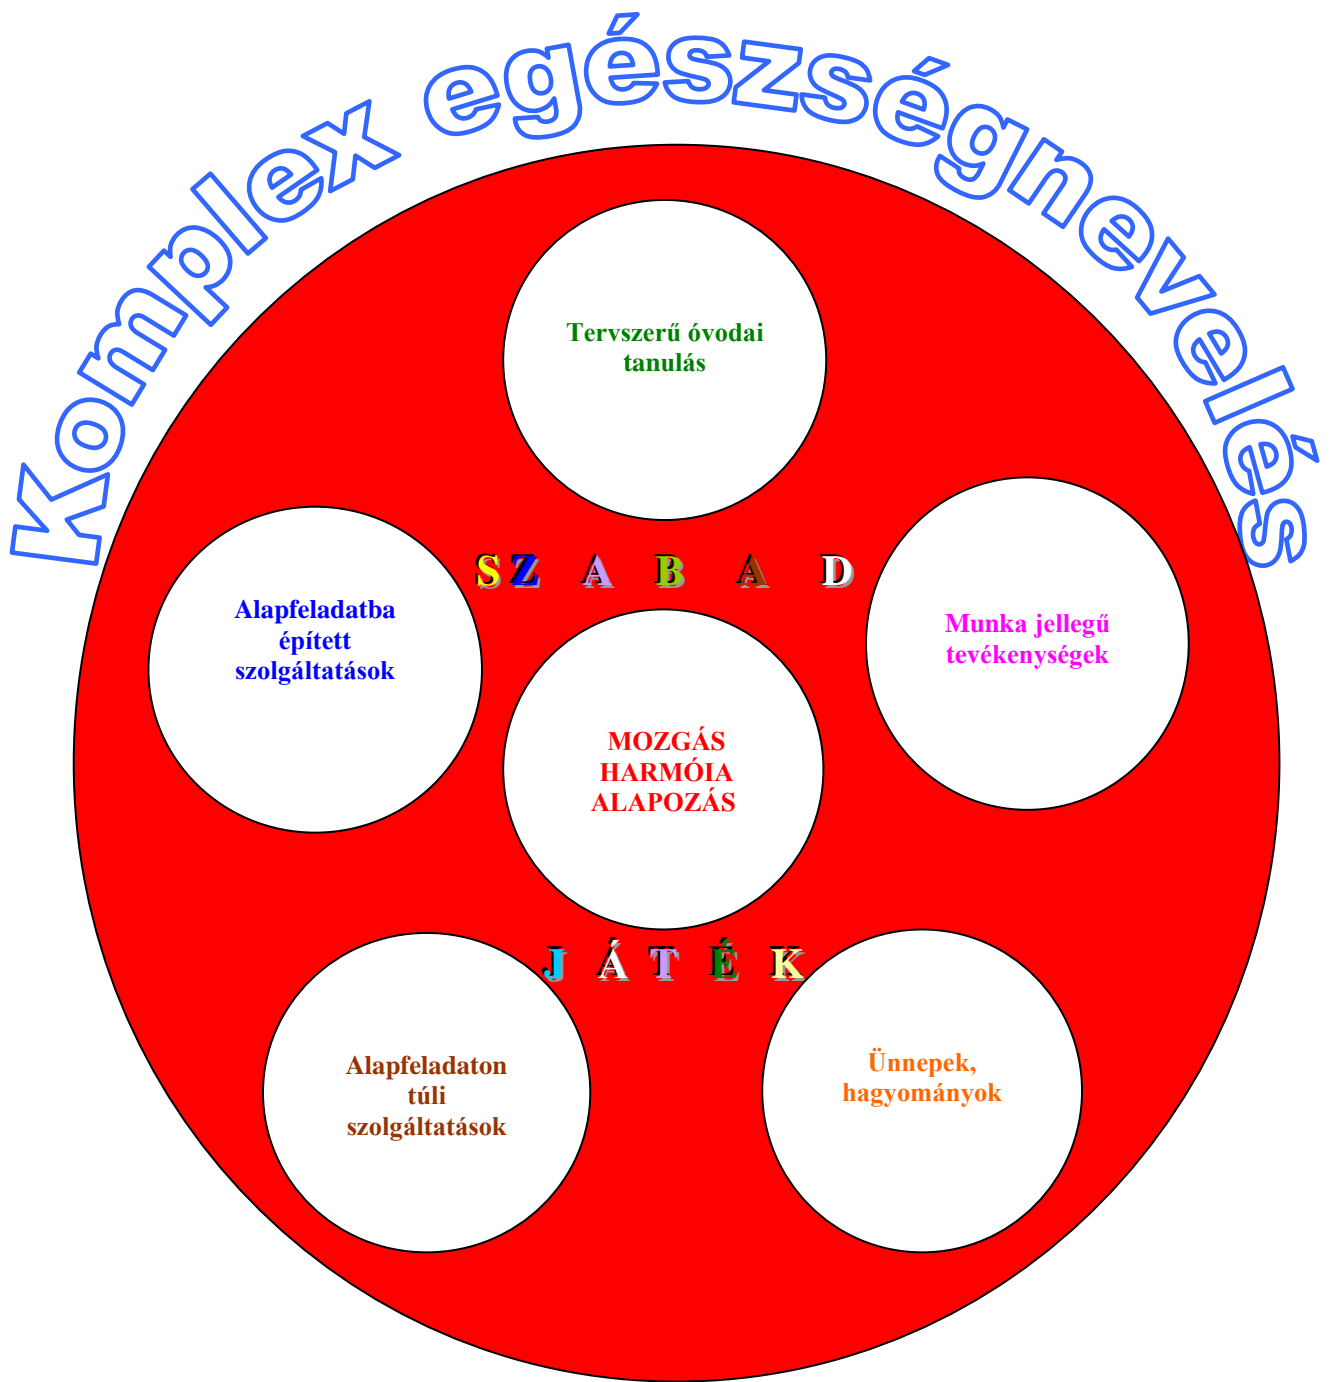 Komplex egészségnevelés
Tervszerű óvodai
tanulás
SZ A B A D
Alapfeladatba
épített
szolgáltatások
Munka jellegű
tevékenységek
MOZGÁS
HARMÓIA
ALAPOZÁS
J Á T É K
Alapfeladaton
túli
szolgáltatások
Ünnepek,
hagyományok